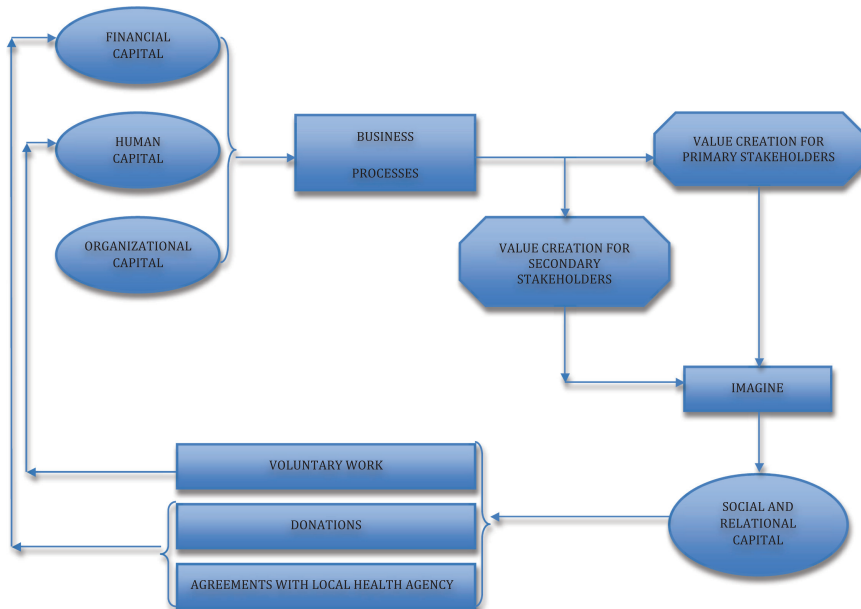 FINANCIAL
CAPITAL
HUMAN
CAPITAL
ORGANIZATIONAL
CAPITAL
BUSINESS
PROCESSES
VALUE CREATION FOR
PRIMARY STAKEHOLDERS
VALUE CREATION FOR
SECONDARY
STAKEHOLDERS
IMAGINE
SOCIAL AND
RELATIONAL
CAPITAL
VOLUNTARY WORK
DONATIONS
AGREEMENTS WITH LOCAL HEALTH AGENCY